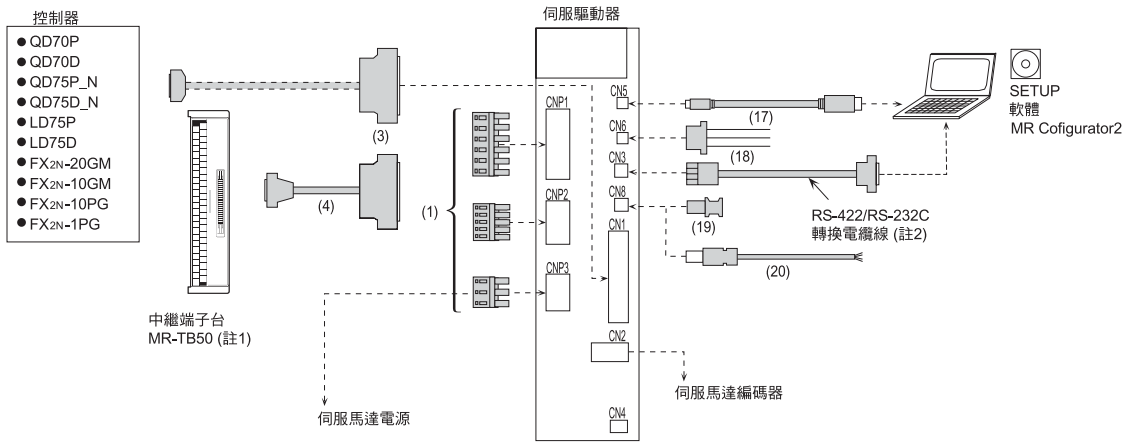 控制器
● QD70P
● QD70D
● QD75P_N
● QD75D_N
● LD75P
● LD75D
● FX2N-20GM
● FX2N-10GM
● FX2N-10PG
● FX2N-1PG
中繼端子台
MR-TB50 (註1)
(3)
(4)
(1)
伺服馬達電源
伺服驅動器
CNP1
CNP2
CNP3
CN5
CN6
CN3
CN8
CN1
CN2
CN4
(17)
(18)
(19)
(20)
RS-422/RS-232C
轉換電纜線 (註2)
伺服馬達編碼器
SETUP
軟體
MR Cofigurator2